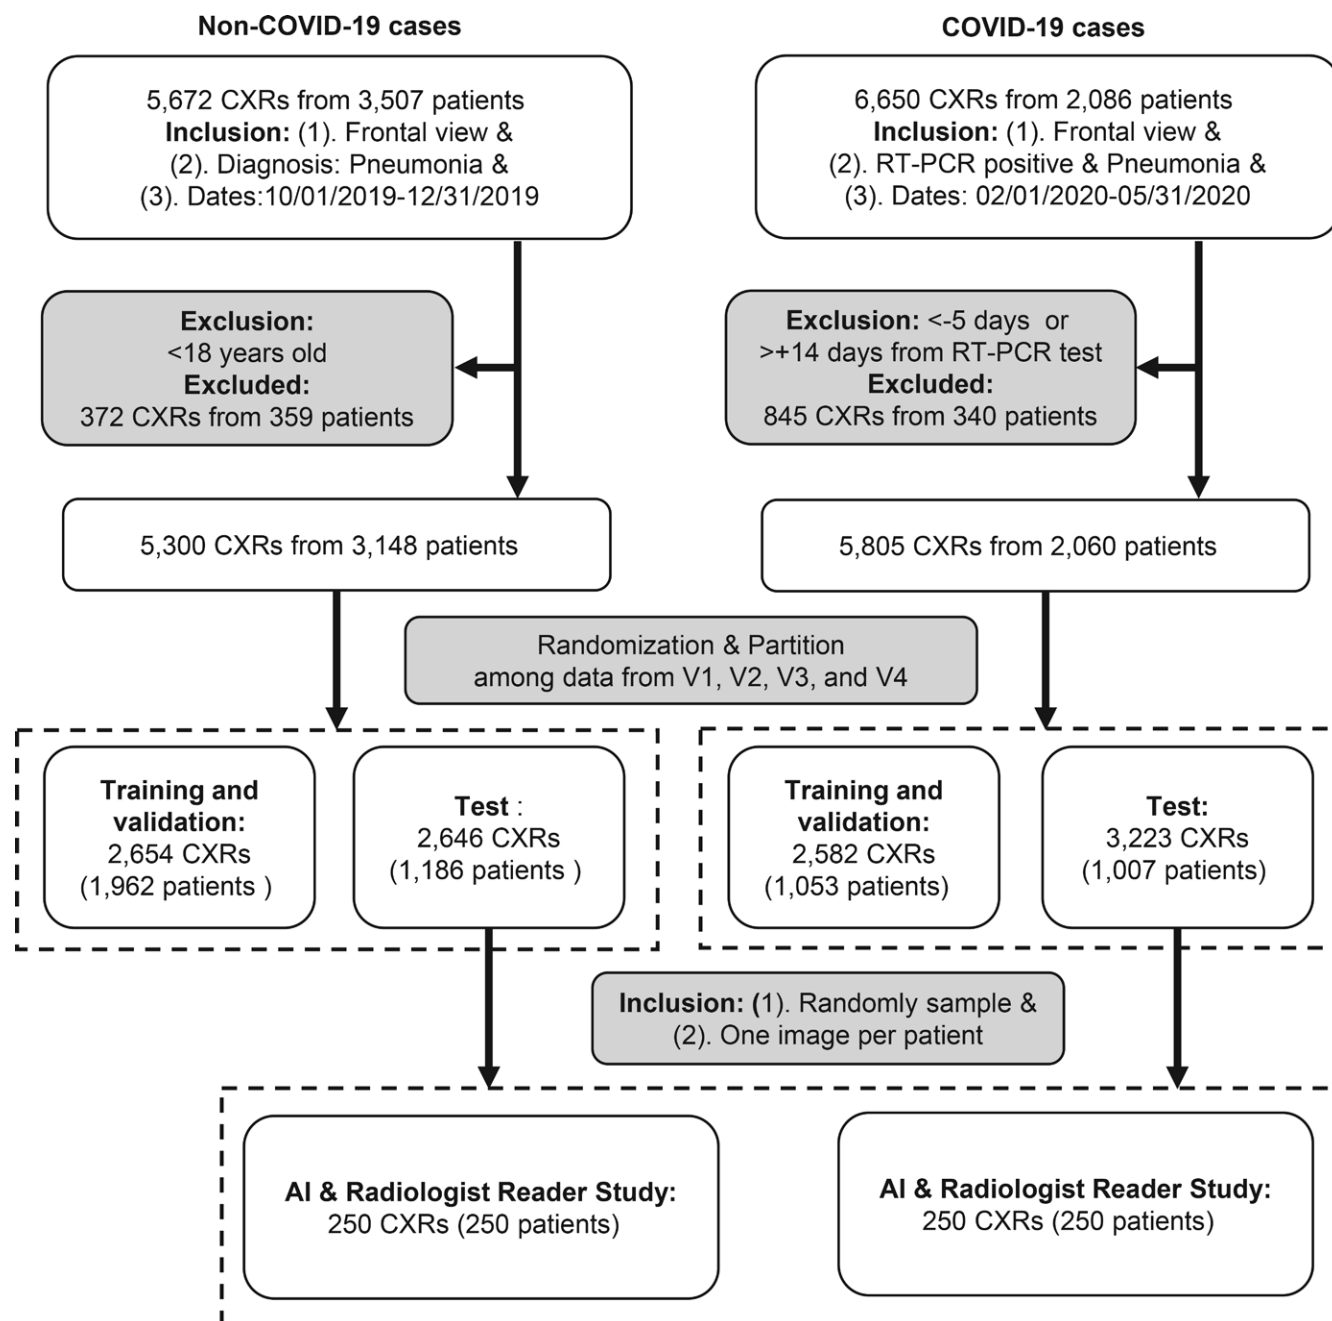 Non-COVID-19 cases
COVID-19 cases
5,672 CXRs from 3,507 patients
Inclusion: (1). Frontal view &
(2). Diagnosis: Pneumonia &
(3). Dates:10/01/2019-12/31/2019
6,650 CXRs from 2,086 patients
Inclusion: (1). Frontal view &
(2). RT-PCR positive & Pneumonia &
(3). Dates: 02/01/2020-05/31/2020
Exclusion:
<18 years old
Excluded:
372 CXRs from 359 patients
Exclusion: <-5 days or
>+14 days from RT-PCR test
Excluded:
845 CXRs from 340 patients
5,300 CXRs from 3,148 patients
5,805 CXRs from 2,060 patients
Randomization & Partition
among data from V1, V2, V3, and V4
Training and
validation:
2,654 CXRs
(1,962 patients )
Test :
2,646 CXRs
(1,186 patients )
Training and
validation:
2,582 CXRs
(1,053 patients)
Test:
3,223 CXRs
(1,007 patients)
Inclusion: (1). Randomly sample &
(2). One image per patient
AI & Radiologist Reader Study:
250 CXRs (250 patients)
AI & Radiologist Reader Study:
250 CXRs (250 patients)